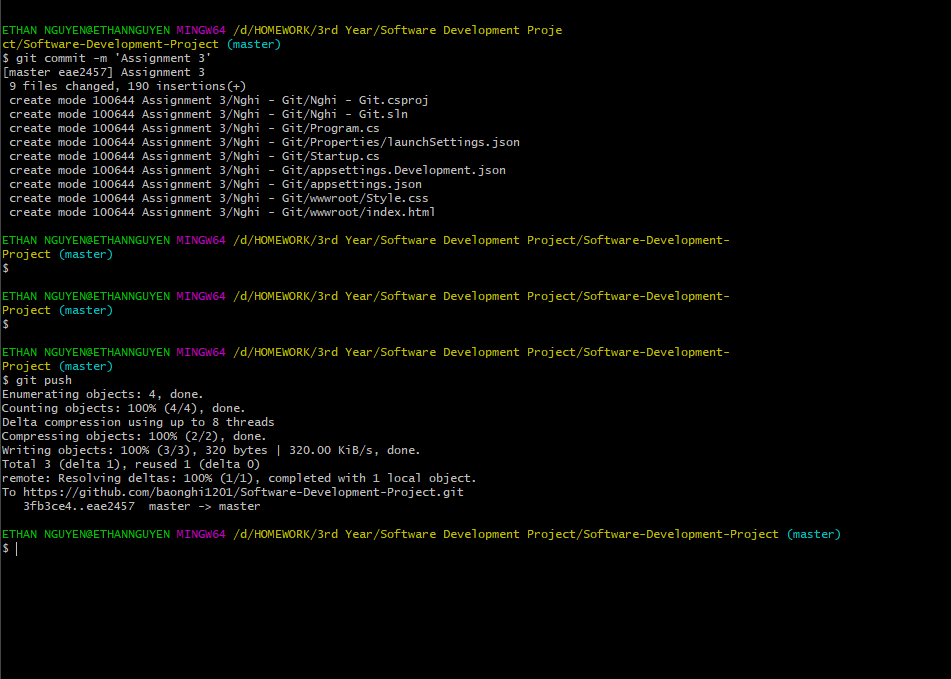 ETHAN NGUYEN@ETHANNGUYEN MINGW64 /d/HOMEWORK/3rd Year/Software Development Proje
ct/Software-Development-Project (master)
$ git commit -m 'Assignment 3'
[master eae2457] Assignment 3
 9 files changed, 190 insertions(+)
 create mode 100644 Assignment 3/Nghi - Git/Nghi - Git.csproj
 create mode 100644 Assignment 3/Nghi - Git/Nghi - Git.sln
 create mode 100644 Assignment 3/Nghi - Git/Program.cs
 create mode 100644 Assignment 3/Nghi - Git/Properties/launchSettings.json
 create mode 100644 Assignment 3/Nghi - Git/Startup.cs
 create mode 100644 Assignment 3/Nghi - Git/appsettings.Development.json
 create mode 100644 Assignment 3/Nghi - Git/appsettings.json
 create mode 100644 Assignment 3/Nghi - Git/wwwroot/Style.css
 create mode 100644 Assignment 3/Nghi - Git/wwwroot/index.html
ETHAN NGUYEN@ETHANNGUYEN MINGW64 /d/HOMEWORK/3rd Year/Software Development Project/Software-Development-
Project (master)
$
ETHAN NGUYEN@ETHANNGUYEN MINGW64 /d/HOMEWORK/3rd Year/Software Development Project/Software-Development-
Project (master)
$
ETHAN NGUYEN@ETHANNGUYEN MINGW64 /d/HOMEWORK/3rd Year/Software Development Project/Software-Development-
Project (master)
$ git push
Enumerating objects: 4, done.
Counting objects: 100% (4/4), done.
Delta compression using up to 8 threads
Compressing objects: 100% (2/2), done.
Writing objects: 100% (3/3), 320 bytes | 320.00 KiB/s, done.
Total 3 (delta 1), reused 1 (delta 0)
remote: Resolving deltas: 100% (1/1), completed with 1 local object.
To https://github.com/baonghi1201/Software-Development-Project.git
   3fb3ce4..eae2457  master -> master
ETHAN NGUYEN@ETHANNGUYEN MINGW64 /d/HOMEWORK/3rd Year/Software Development Project/Software-Development-Project (master)
$